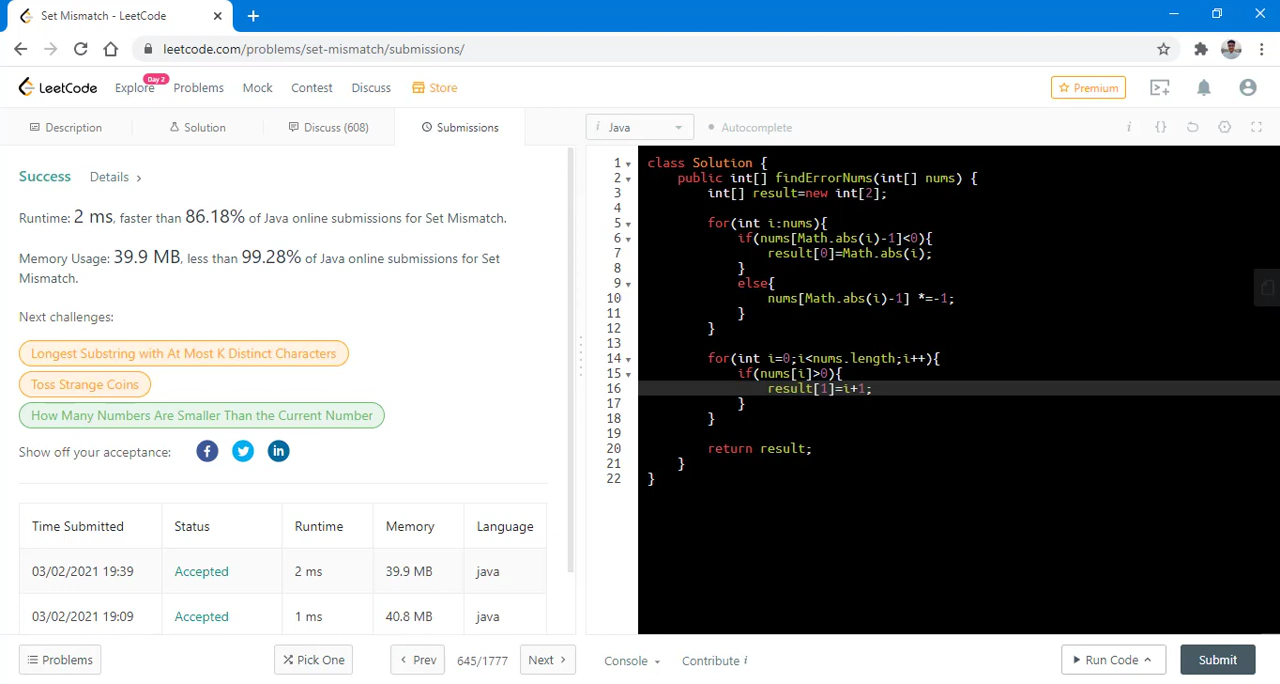 Set Mismatch - LeetCode
leetcode.com/problems/set-mismatch/submissions/
LeetCode Explore Day 2 Problems Mock Contest Discuss Store Premium
Description Solution Discuss (608) Submissions
i Java Autocomplete i {}
Success Details
Runtime: 2 ms, faster than 86.18% of Java online submissions for Set Mismatch.
Memory Usage: 39.9 MB, less than 99.28% of Java online submissions for Set
Mismatch.
Next challenges:
Longest Substring with At Most K Distinct Characters
Toss Strange Coins
How Many Numbers Are Smaller Than the Current Number
Show off your acceptance: f in
Time Submitted Status Runtime Memory Language
03/02/2021 19:39 Accepted 2 ms 39.9 MB java
03/02/2021 19:09 Accepted 1 ms 40.8 MB java
1 class Solution {
2 public int[] findErrorNums(int[] nums) {
3 int[] result=new int[2];
4
5 for(int i:nums){
6 if(nums[Math.abs(i)-1]<0){
7 result[0]=Math.abs(i);
8 }
9 else{
10 nums[Math.abs(i)-1] *=-1;
11 }
12 }
13
14 for(int i=0;i<nums.length;i++){
15 if(nums[i]>0){
16 result[1]=i+1;
17 }
18 }
19
20 return result;
21 }
22 }
Problems Pick One Prev 645/1777 Next Console Contribute i Run Code Submit